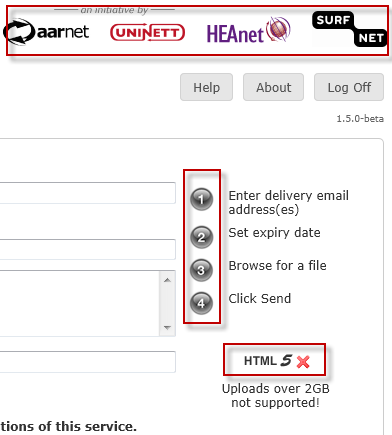 an initiative by
aarnet
UNINETT
HEAnet
SURF
NET
Help
About
Log Off
1.5.0-beta
1
Enter delivery email
address(es)
2
Set expiry date
3
Browse for a file
4
Click Send
HTML 5
Uploads over 2GB
not supported!
tions of this service.